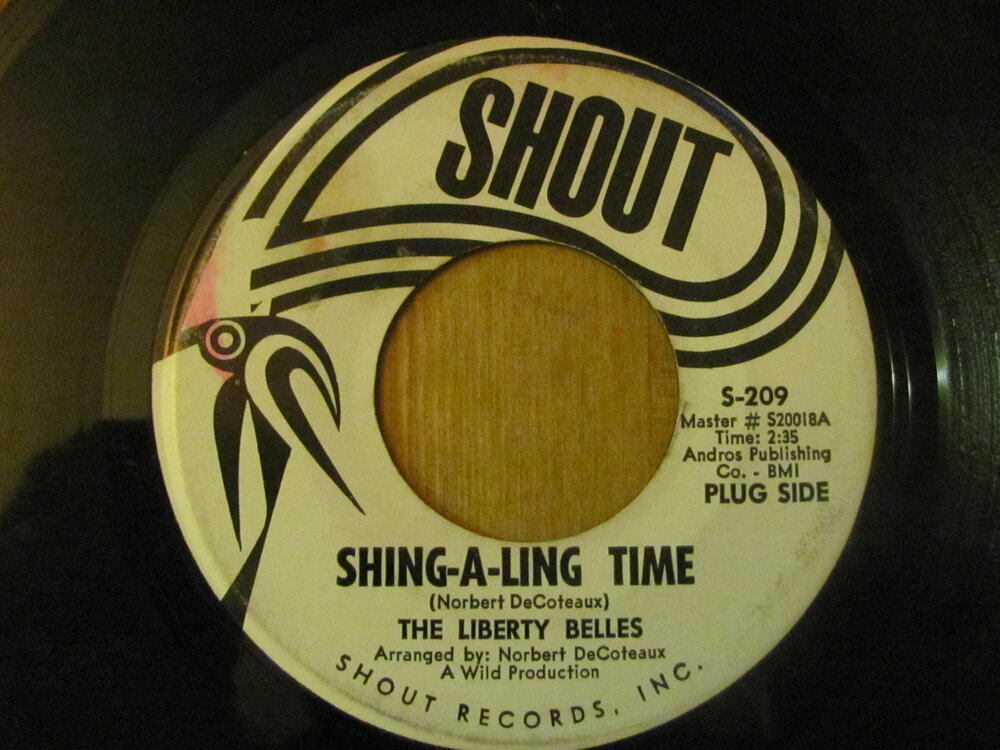 SHOUT
S-209
Master # S20018A
Time: 2:35
Andros Publishing
Co. - BMI
PLUG SIDE
SHING-A-LING TIME
(Norbert DeCoteaux)
THE LIBERTY BELLES
Arranged by: Norbert DeCoteaux
A Wild Production
SHOUT RECORDS, INC.